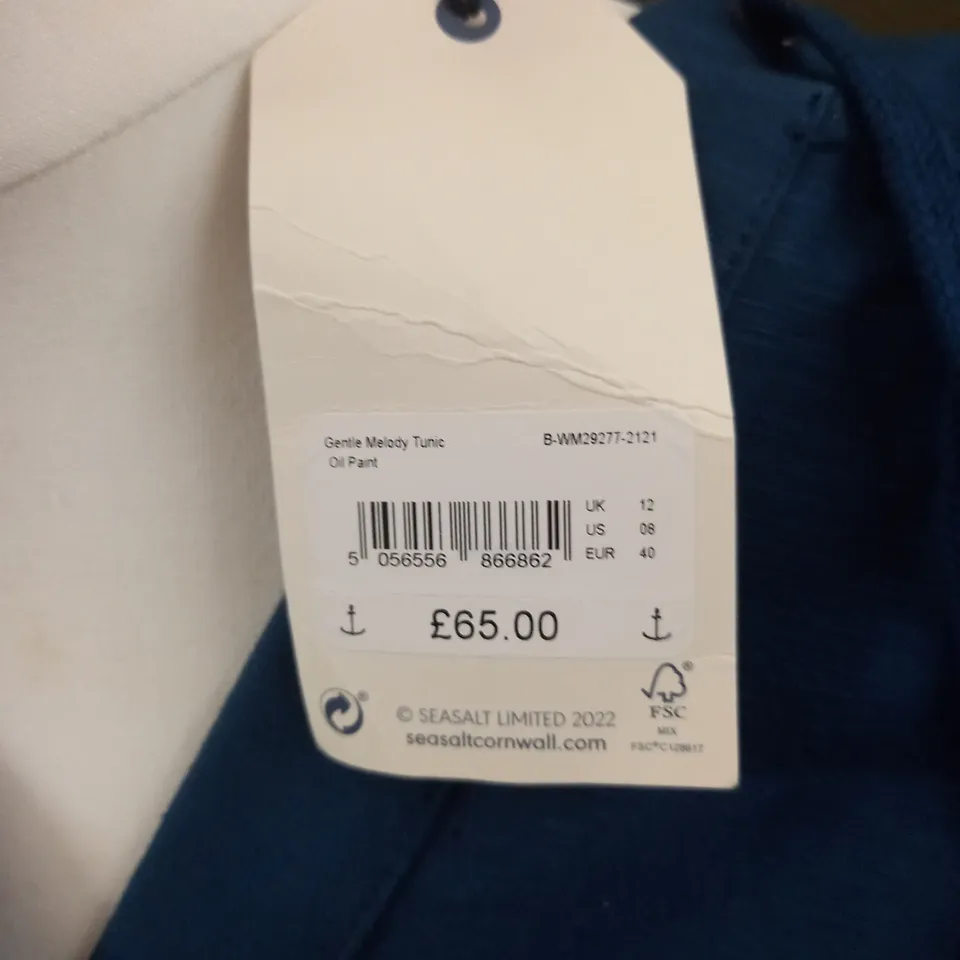 Gentle Melody Tunic B-WM29277-2121
Oil Paint
UK 12
US 08
EUR 40
5 056556 866862
£65.00
© SEASALT LIMITED 2022
seasaltcornwall.com
® FSC
MIX